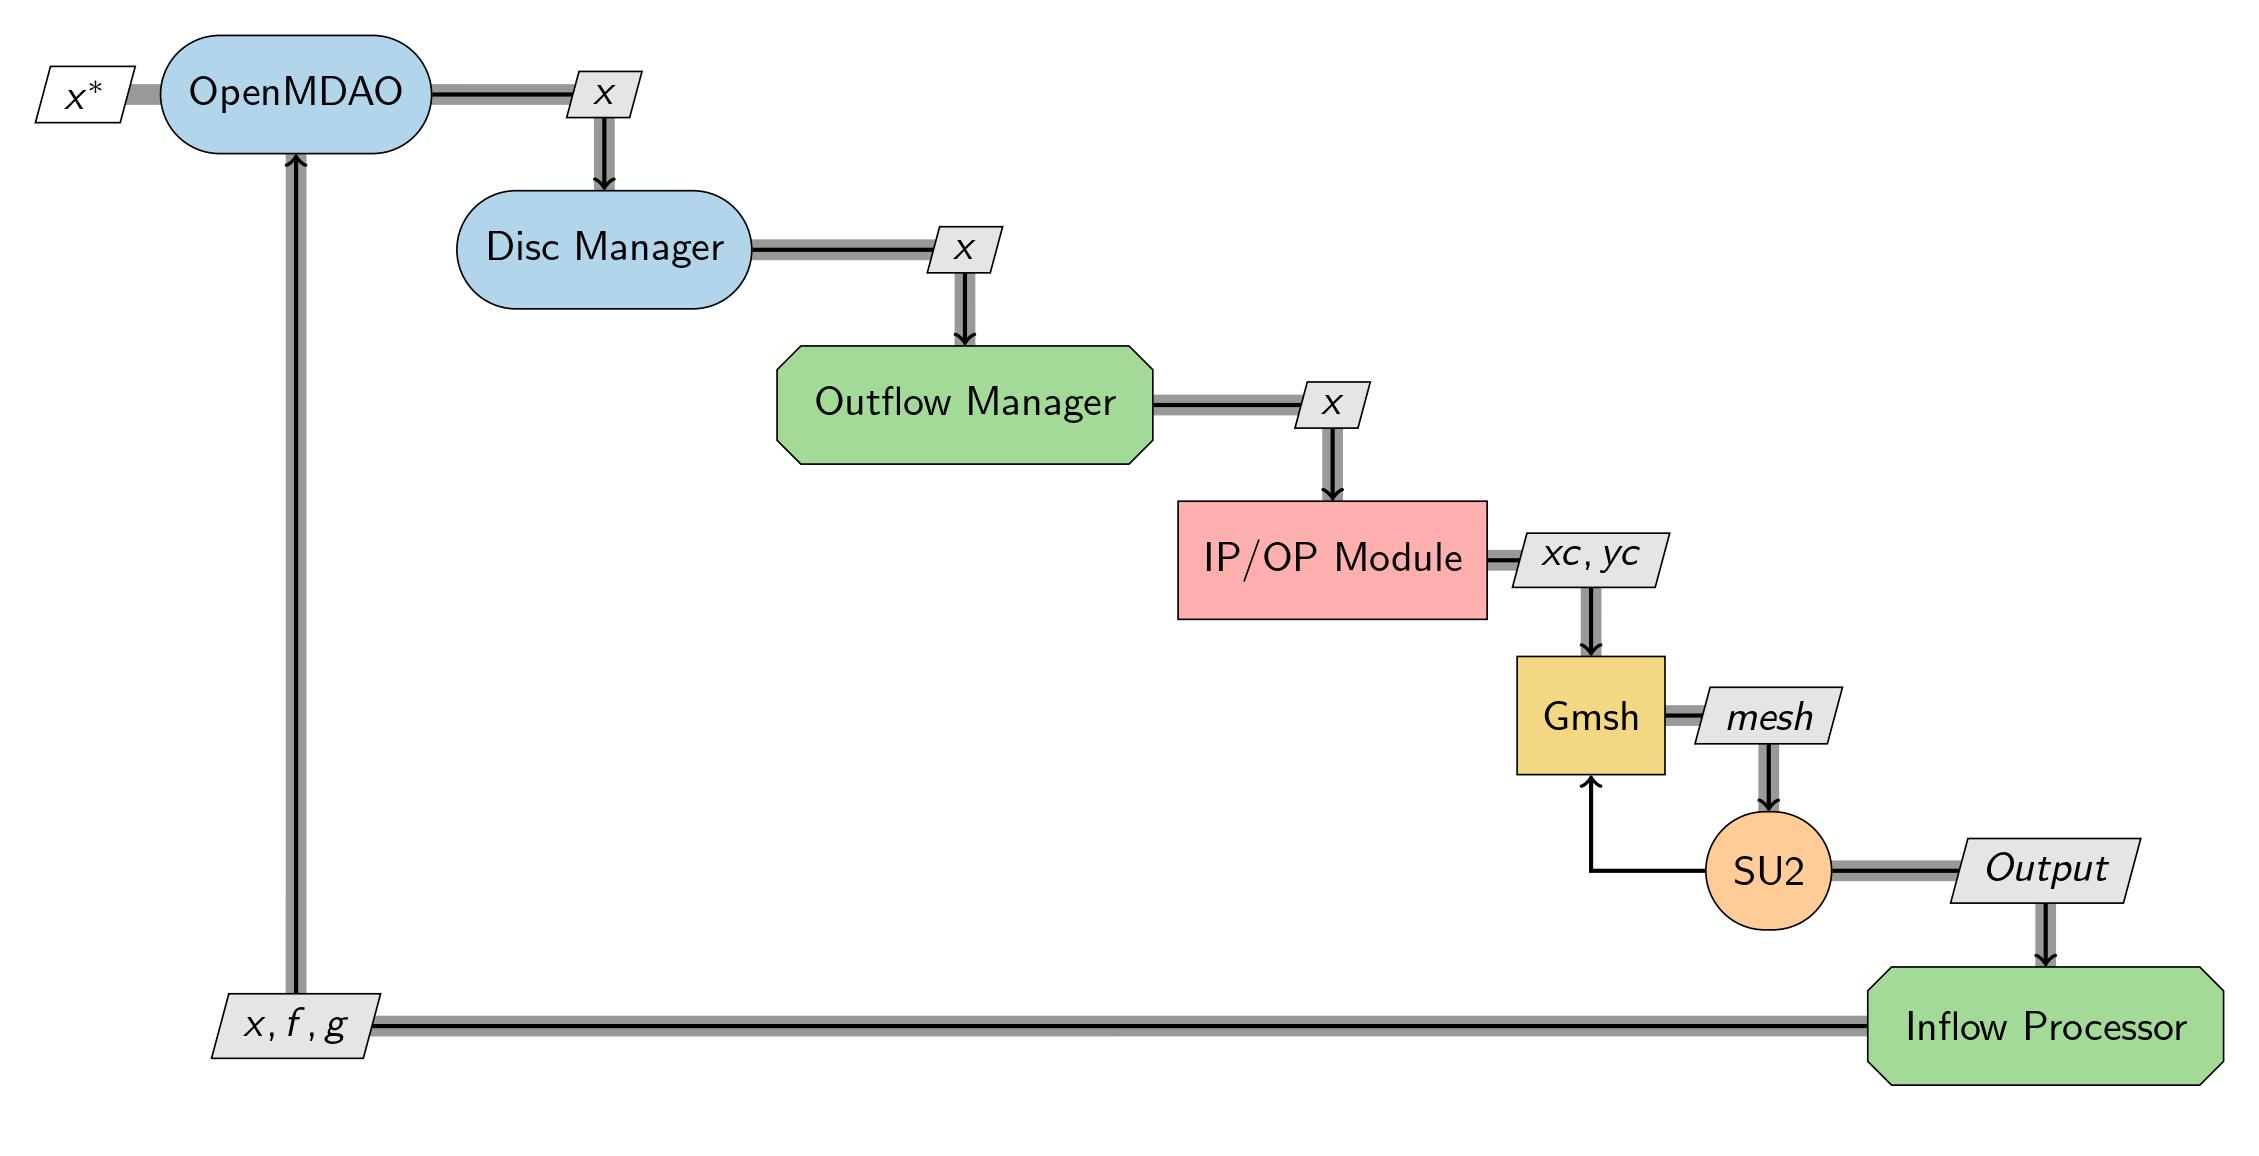 x*
OpenMDAO
x
Disc Manager
x
Outflow Manager
x
IP/OP Module
xc, yc
Gmsh
mesh
SU2
Output
x, f, g
Inflow Processor